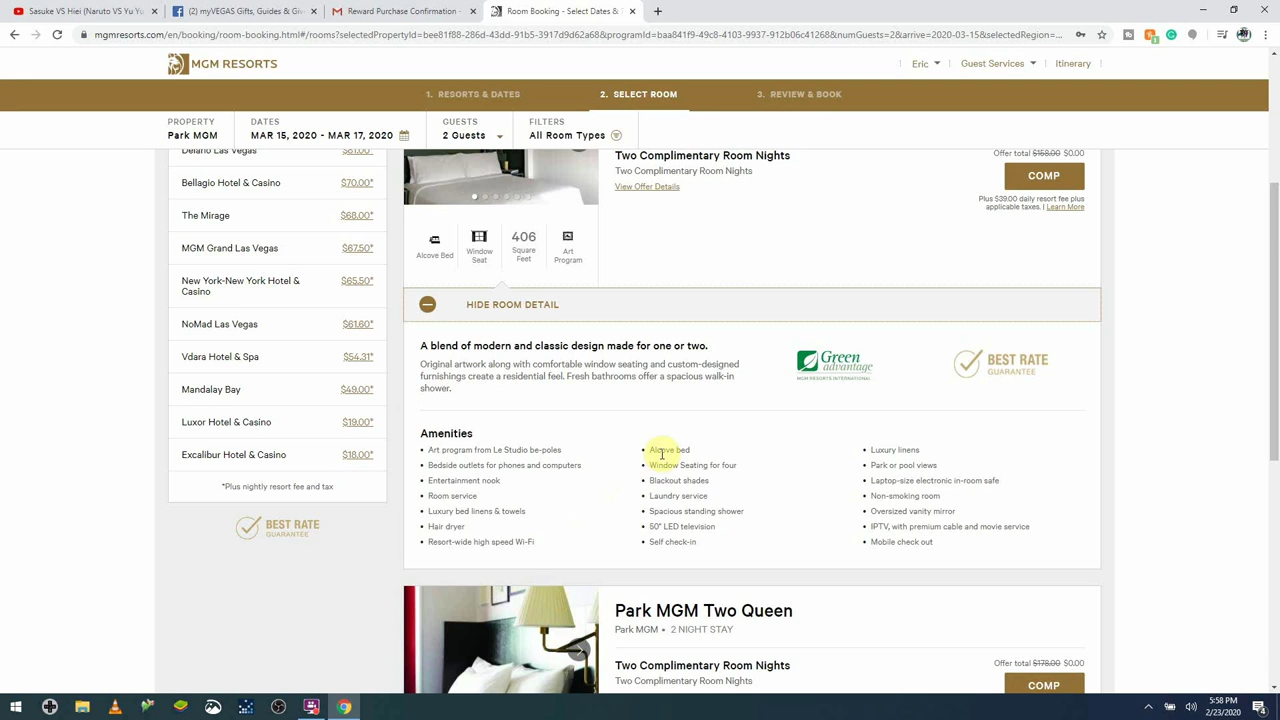 Sasuke VS Hiei (Naruto VS Yu Yu
(2) +VEGAS Gifts, Guides & Give
Reward Purchase Confirmation -
Room Booking - Select Dates &
mgmresorts.com/en/booking/room-booking.html#/rooms?selectedPropertyId=bee81f88-286d-43dd-91b5-3917d9d62a68&programId=baa841f9-49c8-4103-9937-912b06c41268&numGuests=2&arrive=2020-03-15&selectedRegion=...
MGM RESORTS
Eric
Guest Services
Itinerary
1. RESORTS & DATES
2. SELECT ROOM
3. REVIEW & BOOK
PROPERTY
Park MGM
DATES
MAR 15, 2020 - MAR 17, 2020
GUESTS
2 Guests
FILTERS
All Room Types
Delano Las Vegas $61.00*
Bellagio Hotel & Casino $70.00*
The Mirage $68.00*
MGM Grand Las Vegas $67.50*
New York-New York Hotel & $65.50*
Casino
NoMad Las Vegas $61.60*
Vdara Hotel & Spa $54.31*
Mandalay Bay $49.00*
Luxor Hotel & Casino $19.00*
Excalibur Hotel & Casino $18.00*
*Plus nightly resort fee and tax
BEST RATE
GUARANTEE
Two Complimentary Room Nights
Two Complimentary Room Nights
View Offer Details
Offer total $158.00 $0.00
COMP
Plus $39.00 daily resort fee plus
applicable taxes. | Learn More
Alcove Bed
Window
Seat
406
Square
Feet
Art
Program
HIDE ROOM DETAIL
A blend of modern and classic design made for one or two.
Original artwork along with comfortable window seating and custom-designed
furnishings create a residential feel. Fresh bathrooms offer a spacious walk-in
shower.
Green
advantage
MGM RESORTS INTERNATIONAL
BEST RATE
GUARANTEE
Amenities
• Art program from Le Studio be-poles
• Bedside outlets for phones and computers
• Entertainment nook
• Room service
• Luxury bed linens & towels
• Hair dryer
• Resort-wide high speed Wi-Fi
• Alcove bed
• Window Seating for four
• Blackout shades
• Laundry service
• Spacious standing shower
• 50" LED television
• Self check-in
• Luxury linens
• Park or pool views
• Laptop-size electronic in-room safe
• Non-smoking room
• Oversized vanity mirror
• IPTV, with premium cable and movie service
• Mobile check out
Park MGM Two Queen
Park MGM • 2 NIGHT STAY
Two Complimentary Room Nights
Two Complimentary Room Nights
Offer total $178.00 $0.00
COMP
5:58 PM
2/23/2020